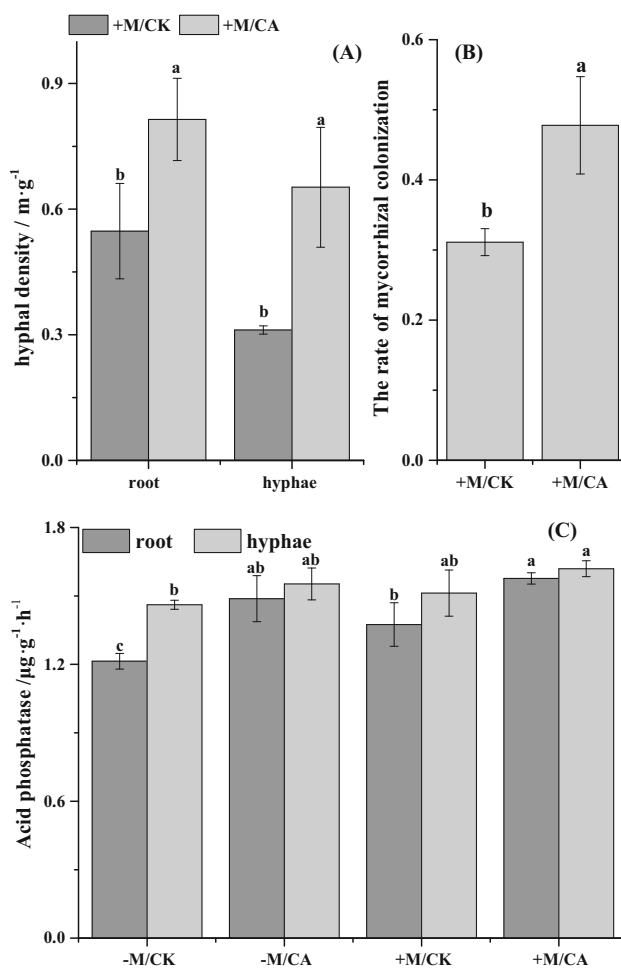 +M/CK +M/CA
(A)
hyphal density / m·g⁻¹
0.9
0.6
0.3
0.0
b
a
b
a
root
hyphae
(B)
The rate of mycorrhizal colonization
0.6
0.4
0.2
0.0
b
a
+M/CK
+M/CA
root hyphae
(C)
Acid phosphatase /μg·g⁻¹·h⁻¹
1.8
1.2
0.6
0.0
c
b
ab
ab
b
ab
a
a
-M/CK
-M/CA
+M/CK
+M/CA